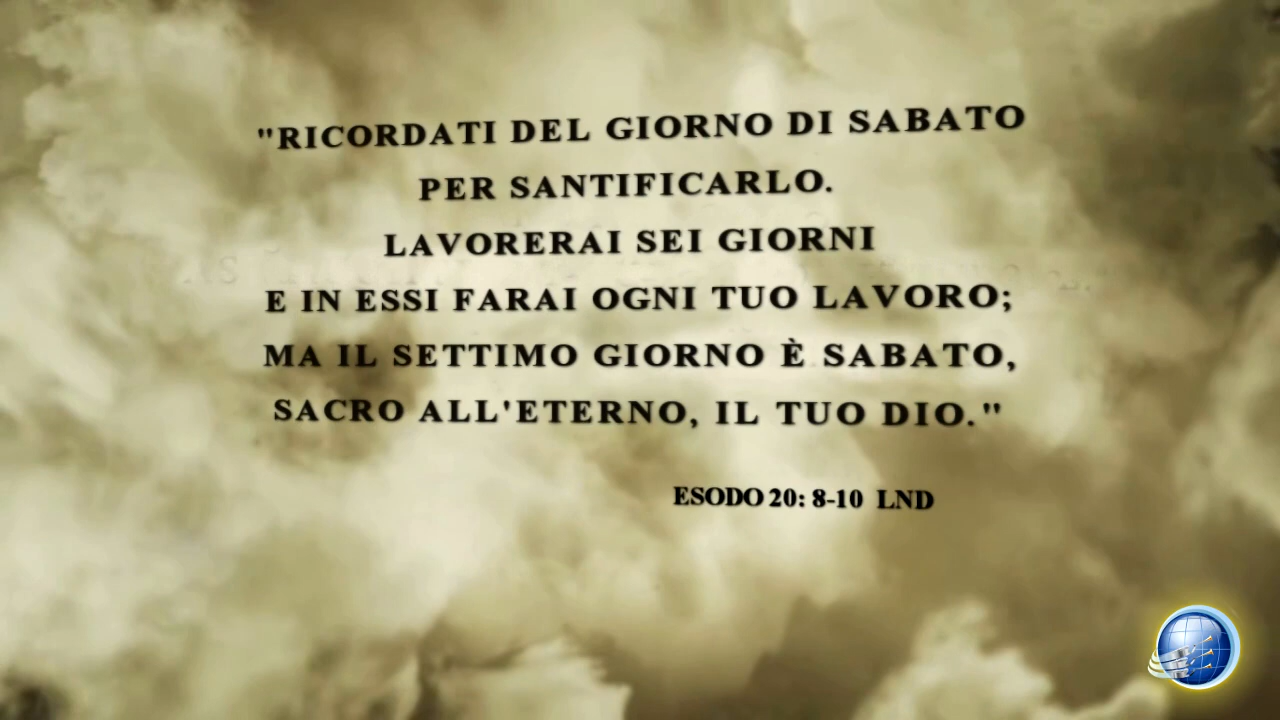 "RICORDATI DEL GIORNO DI SABATO
PER SANTIFICARLO.
LAVORERAI SEI GIORNI
E IN ESSI FARAI OGNI TUO LAVORO;
MA IL SETTIMO GIORNO È SABATO,
SACRO ALL'ETERNO, IL TUO DIO."
ESODO 20: 8-10 LND